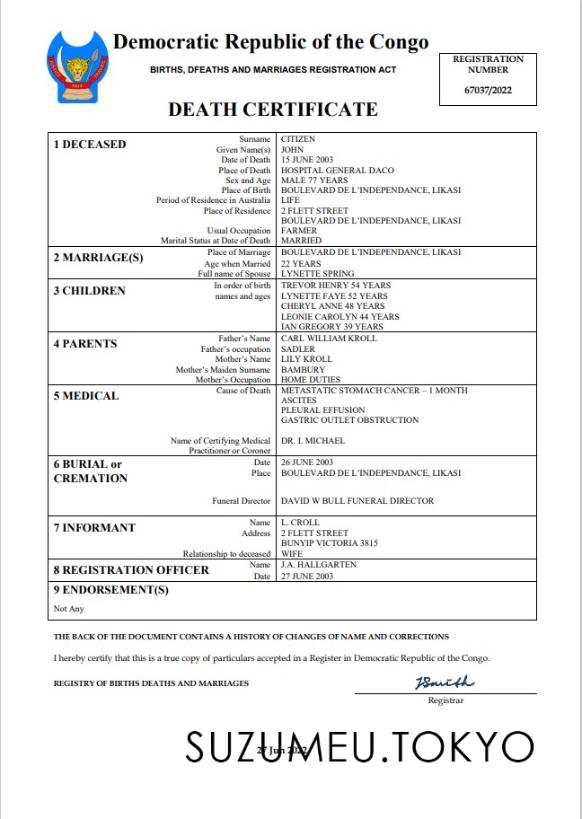 Democratic Republic of the Congo
BIRTHS, DFEATHS AND MARRIAGES REGISTRATION ACT
REGISTRATION
NUMBER
67037/2022
DEATH CERTIFICATE
1 DECEASED
Surname CITIZEN
Given Name(s) JOHN
Date of Death 15 JUNE 2003
Place of Death HOSPITAL GENERAL DACO
Sex and Age MALE 77 YEARS
Place of Birth BOULEVARD DE L'INDEPENDANCE, LIKASI
Period of Residence in Australia LIFE
Place of Residence 2 FLETT STREET
BOULEVARD DE L'INDEPENDANCE, LIKASI
Usual Occupation FARMER
Marital Status at Date of Death MARRIED
2 MARRIAGE(S)
Place of Marriage BOULEVARD DE L'INDEPENDANCE, LIKASI
Age when Married 22 YEARS
Full name of Spouse LYNETTE SPRING
3 CHILDREN
In order of birth TREVOR HENRY 54 YEARS
names and ages LYNETTE FAYE 52 YEARS
CHERYL ANNE 48 YEARS
LEONIE CAROLYN 44 YEARS
IAN GREGORY 39 YEARS
4 PARENTS
Father's Name CARL WILLIAM KROLL
Father's occupation SADLER
Mother's Name LILY KROLL
Mother's Maiden Surname BAMBURY
Mother's Occupation HOME DUTIES
5 MEDICAL
Cause of Death METASTATIC STOMACH CANCER – 1 MONTH
ASCITES
PLEURAL EFFUSION
GASTRIC OUTLET OBSTRUCTION
Name of Certifying Medical DR. I. MICHAEL
Practitioner or Coroner
6 BURIAL or
CREMATION
Date 26 JUNE 2003
Place BOULEVARD DE L'INDEPENDANCE, LIKASI
Funeral Director DAVID W BULL FUNERAL DIRECTOR
7 INFORMANT
Name L. CROLL
Address 2 FLETT STREET
BUNYIP VICTORIA 3815
Relationship to deceased WIFE
8 REGISTRATION OFFICER
Name J.A. HALLGARTEN
Date 27 JUNE 2003
9 ENDORSEMENT(S)
Not Any
THE BACK OF THE DOCUMENT CONTAINS A HISTORY OF CHANGES OF NAME AND CORRECTIONS
I hereby certify that this is a true copy of particulars accepted in a Register in Democratic Republic of the Congo.
REGISTRY OF BIRTHS DEATHS AND MARRIAGES
Registrar
27 Jun 2022
SUZUMEU.TOKYO